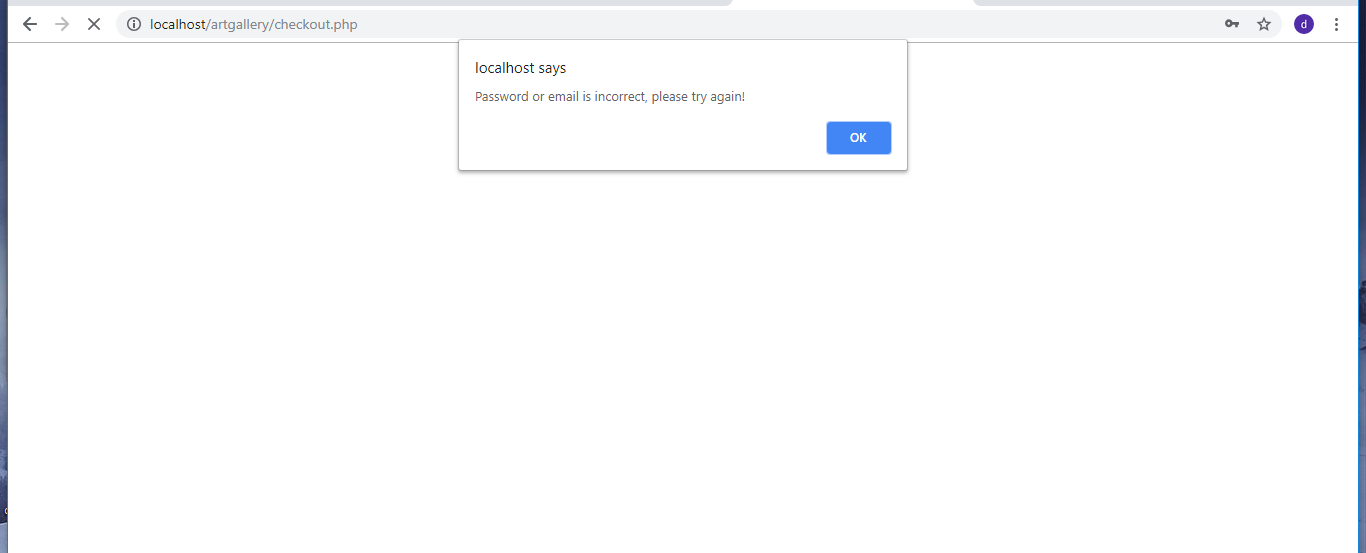 localhost/artgallery/checkout.php
d
localhost says
Password or email is incorrect, please try again!
OK